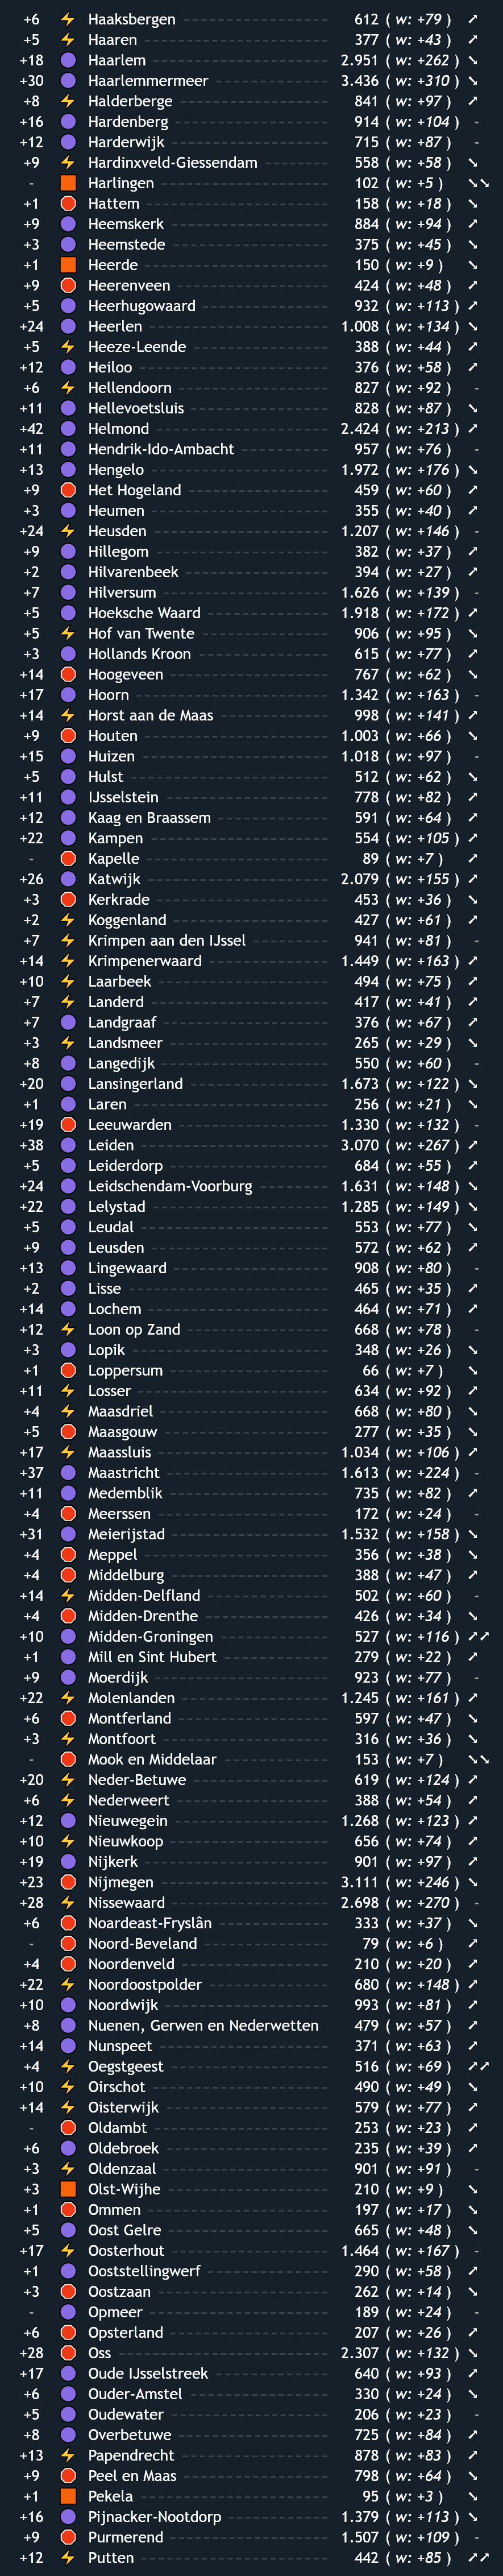 +6 Haaksbergen 612 ( w: +79 )
+5 Haaren 377 ( w: +43 )
+18 Haarlem 2.951 ( w: +262 )
+30 Haarlemmermeer 3.436 ( w: +310 )
+8 Halderberge 841 ( w: +97 )
+16 Hardenberg 914 ( w: +104 ) -
+12 Harderwijk 715 ( w: +87 ) -
+9 Hardinxveld-Giessendam 558 ( w: +58 )
- Harlingen 102 ( w: +5 )
+1 Hattem 158 ( w: +18 )
+9 Heemskerk 884 ( w: +94 )
+3 Heemstede 375 ( w: +45 )
+1 Heerde 150 ( w: +9 )
+9 Heerenveen 424 ( w: +48 )
+5 Heerhugowaard 932 ( w: +113 )
+24 Heerlen 1.008 ( w: +134 )
+5 Heeze-Leende 388 ( w: +44 )
+12 Heiloo 376 ( w: +58 )
+6 Hellendoorn 827 ( w: +92 ) -
+11 Hellevoetsluis 828 ( w: +87 )
+42 Helmond 2.424 ( w: +213 )
+11 Hendrik-Ido-Ambacht 957 ( w: +76 ) -
+13 Hengelo 1.972 ( w: +176 )
+9 Het Hogeland 459 ( w: +60 )
+3 Heumen 355 ( w: +40 )
+24 Heusden 1.207 ( w: +146 ) -
+9 Hillegom 382 ( w: +37 )
+2 Hilvarenbeek 394 ( w: +27 )
+7 Hilversum 1.626 ( w: +139 ) -
+5 Hoeksche Waard 1.918 ( w: +172 )
+5 Hof van Twente 906 ( w: +95 )
+3 Hollands Kroon 615 ( w: +77 )
+14 Hoogeveen 767 ( w: +62 )
+17 Hoorn 1.342 ( w: +163 ) -
+14 Horst aan de Maas 998 ( w: +141 )
+9 Houten 1.003 ( w: +66 )
+15 Huizen 1.018 ( w: +97 ) -
+5 Hulst 512 ( w: +62 )
+11 IJsselstein 778 ( w: +82 )
+12 Kaag en Braassem 591 ( w: +64 )
+22 Kampen 554 ( w: +105 )
- Kapelle 89 ( w: +7 )
+26 Katwijk 2.079 ( w: +155 )
+3 Kerkrade 453 ( w: +36 )
+2 Koggenland 427 ( w: +61 )
+7 Krimpen aan den IJssel 941 ( w: +81 ) -
+14 Krimpenerwaard 1.449 ( w: +163 )
+10 Laarbeek 494 ( w: +75 )
+7 Landerd 417 ( w: +41 )
+7 Landgraaf 376 ( w: +67 )
+3 Landsmeer 265 ( w: +29 )
+8 Langedijk 550 ( w: +60 ) -
+20 Lansingerland 1.673 ( w: +122 )
+1 Laren 256 ( w: +21 )
+19 Leeuwarden 1.330 ( w: +132 ) -
+38 Leiden 3.070 ( w: +267 )
+5 Leiderdorp 684 ( w: +55 )
+24 Leidschendam-Voorburg 1.631 ( w: +148 )
+22 Lelystad 1.285 ( w: +149 )
+5 Leudal 553 ( w: +77 )
+9 Leusden 572 ( w: +62 )
+13 Lingewaard 908 ( w: +80 ) -
+2 Lisse 465 ( w: +35 )
+14 Lochem 464 ( w: +71 )
+12 Loon op Zand 668 ( w: +78 ) -
+3 Lopik 348 ( w: +26 )
+1 Loppersum 66 ( w: +7 )
+11 Losser 634 ( w: +92 )
+4 Maasdriel 668 ( w: +80 )
+5 Maasgouw 277 ( w: +35 )
+17 Maassluis 1.034 ( w: +106 )
+37 Maastricht 1.613 ( w: +224 ) -
+11 Medemblik 735 ( w: +82 )
+4 Meerssen 172 ( w: +24 ) -
+31 Meierijstad 1.532 ( w: +158 )
+4 Meppel 356 ( w: +38 )
+4 Middelburg 388 ( w: +47 )
+14 Midden-Delfland 502 ( w: +60 ) -
+4 Midden-Drenthe 426 ( w: +34 )
+10 Midden-Groningen 527 ( w: +116 )
+1 Mill en Sint Hubert 279 ( w: +22 )
+9 Moerdijk 923 ( w: +77 ) -
+22 Molenlanden 1.245 ( w: +161 )
+6 Montferland 597 ( w: +47 )
+3 Montfoort 316 ( w: +36 )
- Mook en Middelaar 153 ( w: +7 )
+20 Neder-Betuwe 619 ( w: +124 )
+6 Nederweert 388 ( w: +54 )
+12 Nieuwegein 1.268 ( w: +123 )
+10 Nieuwkoop 656 ( w: +74 )
+19 Nijkerk 901 ( w: +97 )
+23 Nijmegen 3.111 ( w: +246 )
+28 Nissewaard 2.698 ( w: +270 ) -
+6 Noardeast-Fryslân 333 ( w: +37 )
- Noord-Beveland 79 ( w: +6 )
+4 Noordenveld 210 ( w: +20 )
+22 Noordoostpolder 680 ( w: +148 )
+10 Noordwijk 993 ( w: +81 )
+8 Nuenen, Gerwen en Nederwetten 479 ( w: +57 )
+14 Nunspeet 371 ( w: +63 )
+4 Oegstgeest 516 ( w: +69 )
+10 Oirschot 490 ( w: +49 )
+14 Oisterwijk 579 ( w: +77 )
- Oldambt 253 ( w: +23 )
+6 Oldebroek 235 ( w: +39 )
+3 Oldenzaal 901 ( w: +91 ) -
+3 Olst-Wijhe 210 ( w: +9 )
+1 Ommen 197 ( w: +17 )
+5 Oost Gelre 665 ( w: +48 )
+17 Oosterhout 1.464 ( w: +167 ) -
+1 Ooststellingwerf 290 ( w: +58 )
+3 Oostzaan 262 ( w: +14 )
- Opmeer 189 ( w: +24 ) -
+6 Opsterland 207 ( w: +26 )
+28 Oss 2.307 ( w: +132 )
+17 Oude IJsselstreek 640 ( w: +93 )
+6 Ouder-Amstel 330 ( w: +24 )
+5 Oudewater 206 ( w: +23 ) -
+8 Overbetuwe 725 ( w: +84 )
+13 Papendrecht 878 ( w: +83 )
+9 Peel en Maas 798 ( w: +64 )
+1 Pekela 95 ( w: +3 )
+16 Pijnacker-Nootdorp 1.379 ( w: +113 )
+9 Purmerend 1.507 ( w: +109 ) -
+12 Putten 442 ( w: +85 )